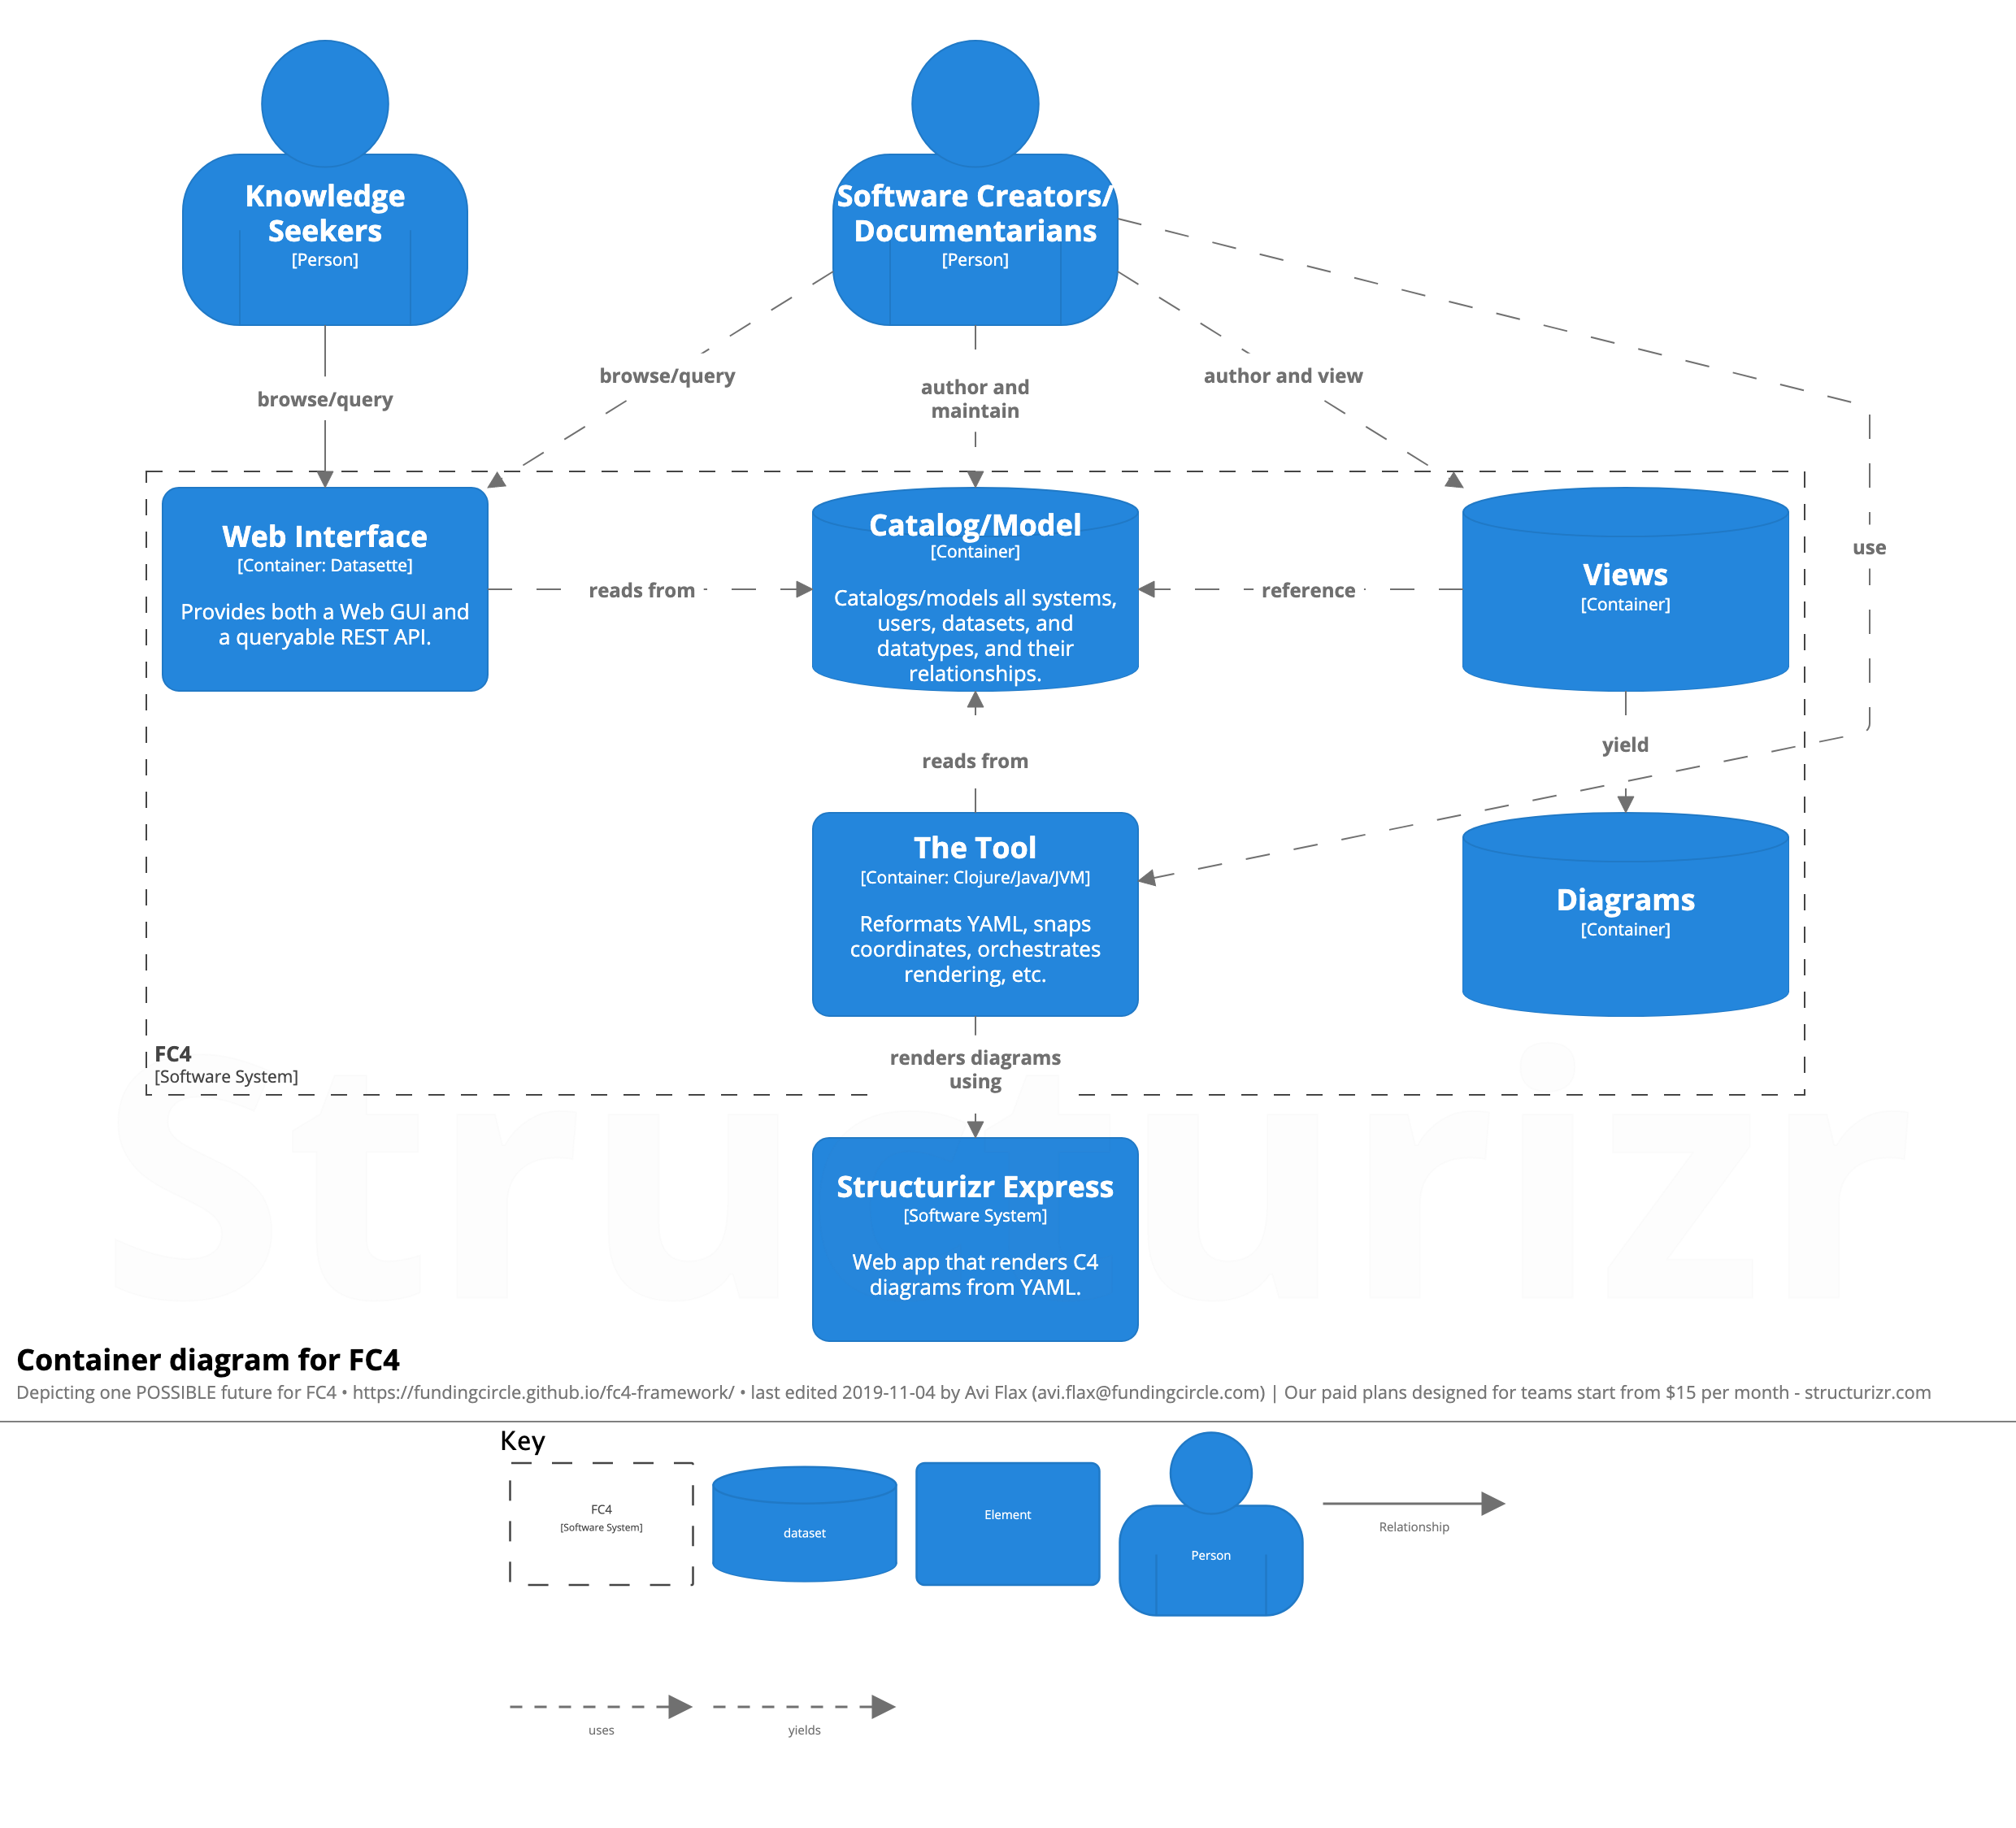 Knowledge
Seekers
[Person]
Software Creators/
Documentarians
[Person]
browse/query
browse/query
author and
maintain
author and view
use
Web Interface
[Container: Datasette]
Provides both a Web GUI and
a queryable REST API.
reads from
Catalog/Model
[Container]
Catalogs/models all systems,
users, datasets, and
datatypes, and their
relationships.
reference
Views
[Container]
reads from
yield
The Tool
[Container: Clojure/Java/JVM]
Reformats YAML, snaps
coordinates, orchestrates
rendering, etc.
Diagrams
[Container]
FC4
[Software System]
renders diagrams
using
Structurizr
Structurizr Express
[Software System]
Web app that renders C4
diagrams from YAML.
Container diagram for FC4
Depicting one POSSIBLE future for FC4 • https://fundingcircle.github.io/fc4-framework/ • last edited 2019-11-04 by Avi Flax (avi.flax@fundingcircle.com) | Our paid plans designed for teams start from $15 per month - structurizr.com
Key
FC4
[Software System]
dataset
Element
Person
Relationship
uses
yields